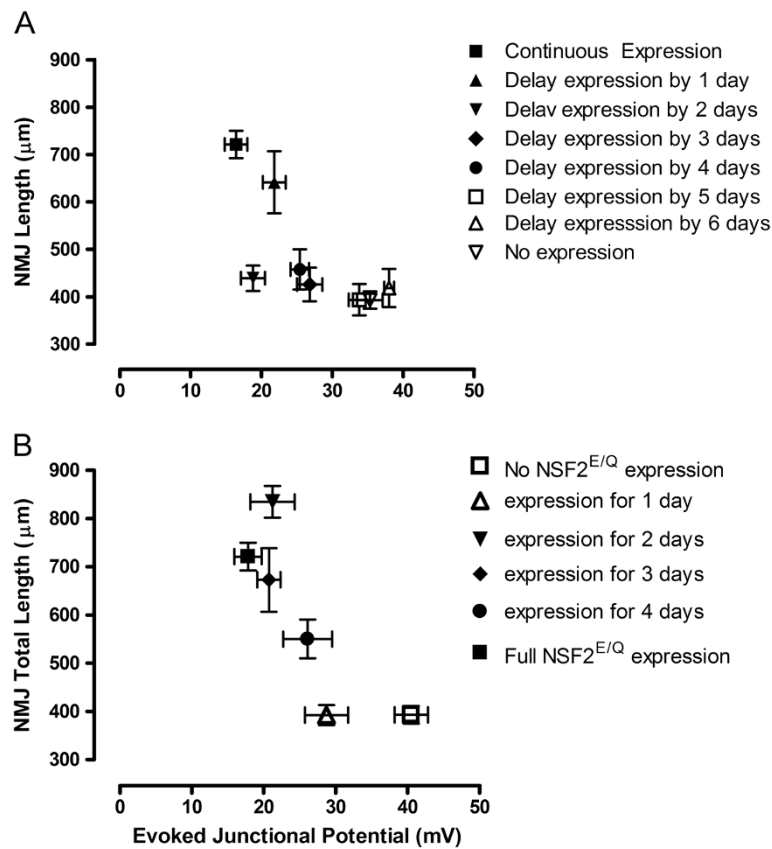 A
900
800
700
600
500
400
300
NMJ Length (μm)
0 10 20 30 40 50
Continuous Expression
Delay expression by 1 day
Delav expression by 2 days
Delay expression by 3 days
Delay expression by 4 days
Delay expression by 5 days
Delay expresssion by 6 days
No expression
B
900
800
700
600
500
400
300
NMJ Total Length (μm)
0 10 20 30 40 50
Evoked Junctional Potential (mV)
No NSF2^E/Q expression
expression for 1 day
expression for 2 days
expression for 3 days
expression for 4 days
Full NSF2^E/Q expression